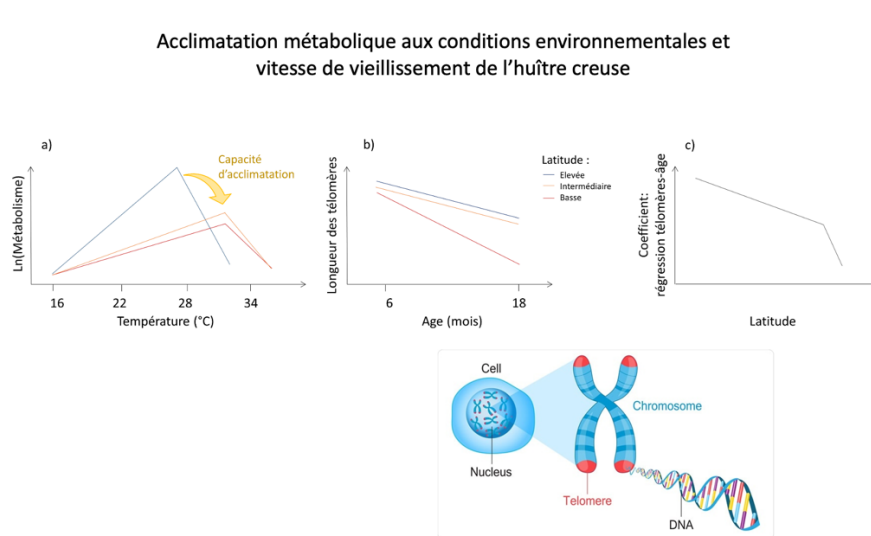 Acclimatation métabolique aux conditions environnementales et
vitesse de vieillissement de l’huître creuse
a)
Ln(Métabolisme)
Capacité
d’acclimatation
16
22
28
34
Température (°C)
b)
Longueur des télomères
Latitude :
Elevée
Intermédiaire
Basse
6
18
Age (mois)
c)
Coefficient:
régression télomères-âge
Latitude
Cell
Nucleus
Chromosome
Telomere
DNA